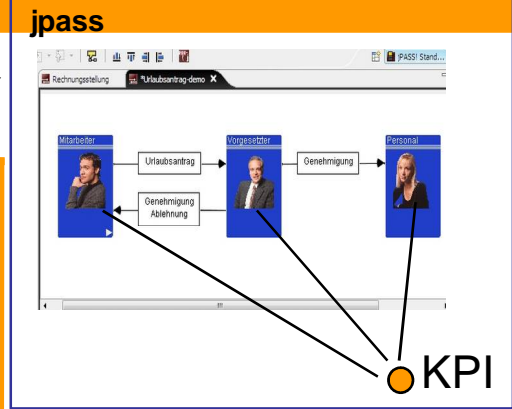 jpass
jPASS! Stand...
Rechnungsstellung
*Urlaubsantrag-demo X
Mitarbeiter
Vorgesetzter
Personal
Urlaubsantrag
Genehmigung
Genehmigung
Ablehnung
KPI